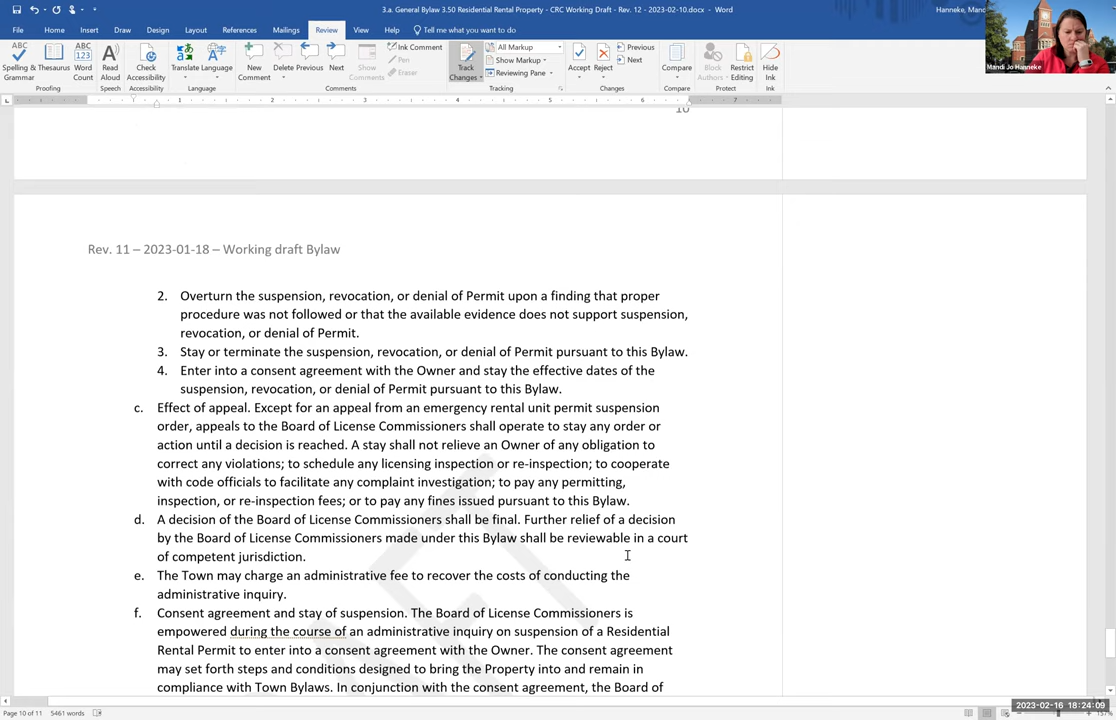 3.a. General Bylaw 3.50 Residential Rental Property - CRC Working Draft - Rev. 12 - 2023-02-10.docx - Word
Hanneke, Mand
File Home Insert Draw Design Layout References Mailings Review View Help Tell me what you want to do
Mandi Jo Hanneke
Spelling & Grammar
Thesaurus
Word Count
Read Aloud
Check Accessibility
Translate
Language
New Comment
Delete
Previous
Next
Show Comments
Ink Comment
Pen
Eraser
Track Changes
All Markup
Show Markup
Reviewing Pane
Accept
Reject
Previous
Next
Compare
Block Authors
Restrict Editing
Hide Ink
Proofing Speech Accessibility Language Comments Tracking Changes Compare Protect Ink
1 2 3 4 5 6 7
10
Rev. 11 – 2023-01-18 – Working draft Bylaw
2. Overturn the suspension, revocation, or denial of Permit upon a finding that proper
procedure was not followed or that the available evidence does not support suspension,
revocation, or denial of Permit.
3. Stay or terminate the suspension, revocation, or denial of Permit pursuant to this Bylaw.
4. Enter into a consent agreement with the Owner and stay the effective dates of the
suspension, revocation, or denial of Permit pursuant to this Bylaw.
c. Effect of appeal. Except for an appeal from an emergency rental unit permit suspension
order, appeals to the Board of License Commissioners shall operate to stay any order or
action until a decision is reached. A stay shall not relieve an Owner of any obligation to
correct any violations; to schedule any licensing inspection or re-inspection; to cooperate
with code officials to facilitate any complaint investigation; to pay any permitting,
inspection, or re-inspection fees; or to pay any fines issued pursuant to this Bylaw.
d. A decision of the Board of License Commissioners shall be final. Further relief of a decision
by the Board of License Commissioners made under this Bylaw shall be reviewable in a court
of competent jurisdiction.
e. The Town may charge an administrative fee to recover the costs of conducting the
administrative inquiry.
f. Consent agreement and stay of suspension. The Board of License Commissioners is
empowered during the course of an administrative inquiry on suspension of a Residential
Rental Permit to enter into a consent agreement with the Owner. The consent agreement
may set forth steps and conditions designed to bring the Property into and remain in
compliance with Town Bylaws. In conjunction with the consent agreement, the Board of
Page 10 of 11 5461 words
2023-02-16 18:24:09